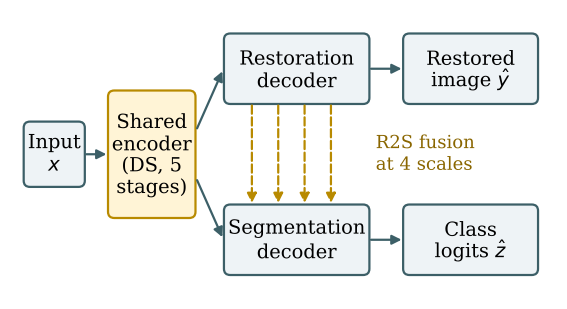 Input
x
Shared
encoder
(DS, 5
stages)
Restoration
decoder
Restored
image ŷ
R2S fusion
at 4 scales
Segmentation
decoder
Class
logits ẑ